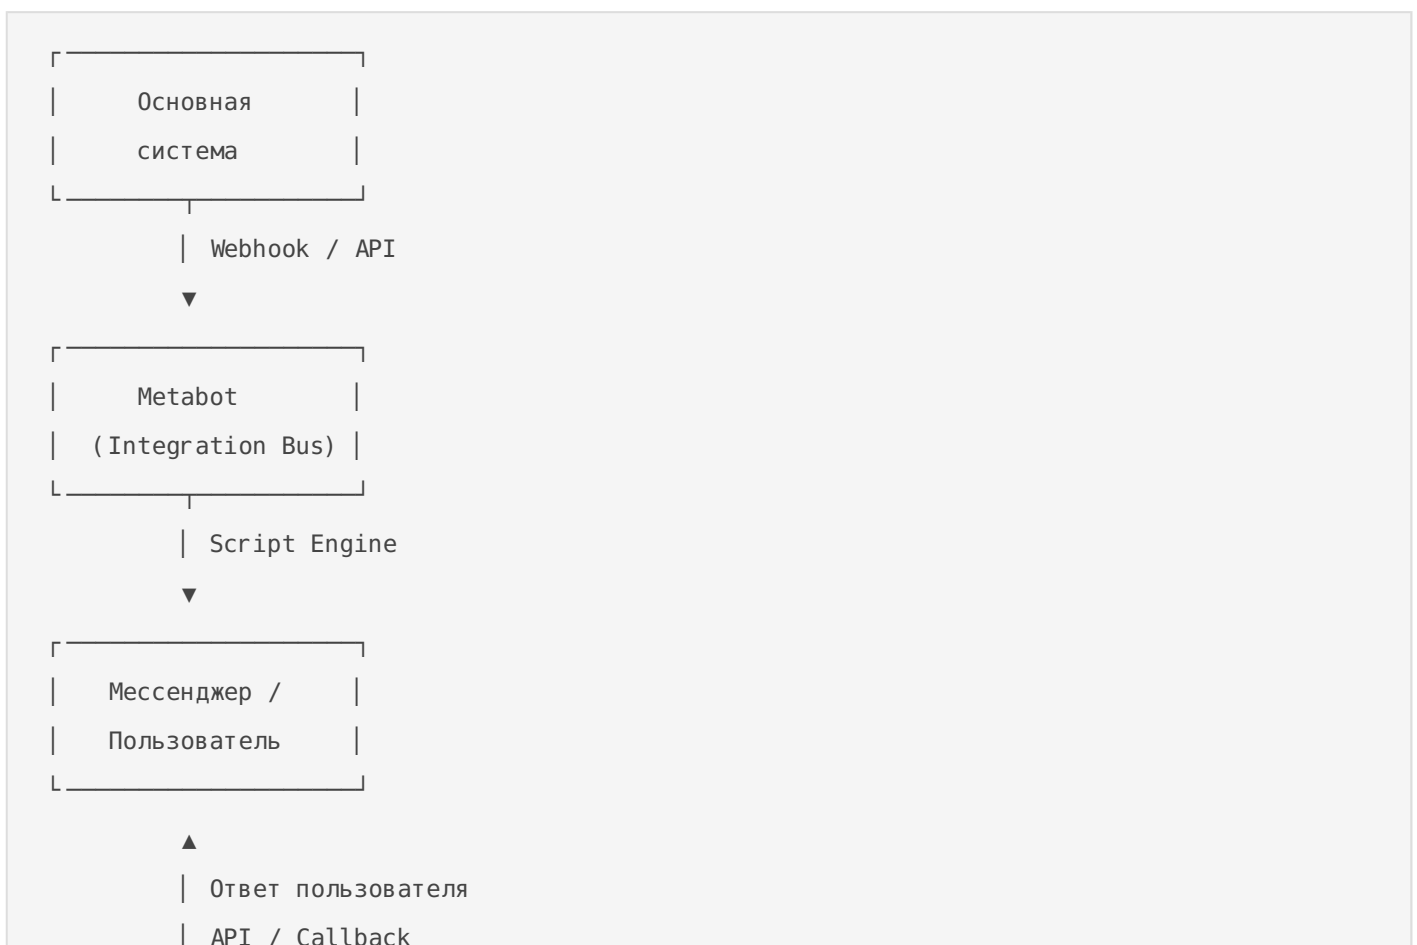 Основная
система
Webhook / API
Metabot
(Integration Bus)
Script Engine
Мессенджер /
Пользователь
Ответ пользователя
API / Callback